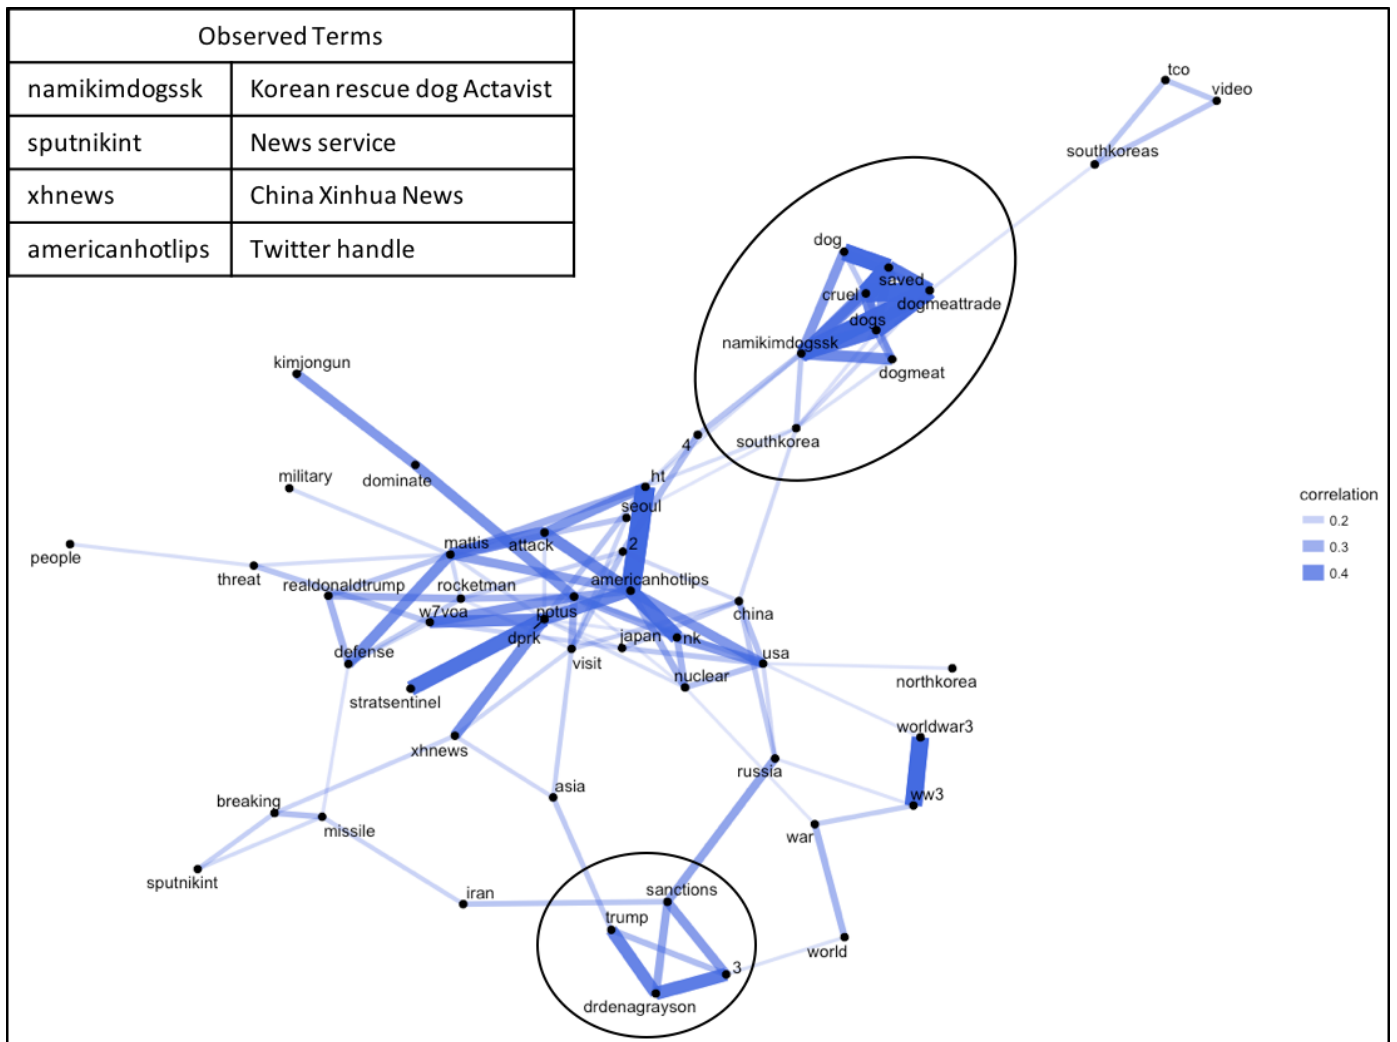 Observed Terms
namikimdogssk Korean rescue dog Actavist
sputnikint News service
xhnews China Xinhua News
americanhotlips Twitter handle
tco
video
southkoreas
dog
saved
cruel
dogmeattrade
dogs
namikimdogssk
dogmeat
kimjongun
southkorea
4
dominate
military
ht
seoul
mattis
attack
2
people
threat
realdonaldtrump
rocketman
americanhotlips
w7voa
potus
china
dprk
japan
nk
defense
visit
usa
nuclear
northkorea
stratsentinel
worldwar3
xhnews
russia
asia
ww3
breaking
missile
war
sputnikint
iran
sanctions
trump
world
3
drdenagrayson
correlation
0.2
0.3
0.4